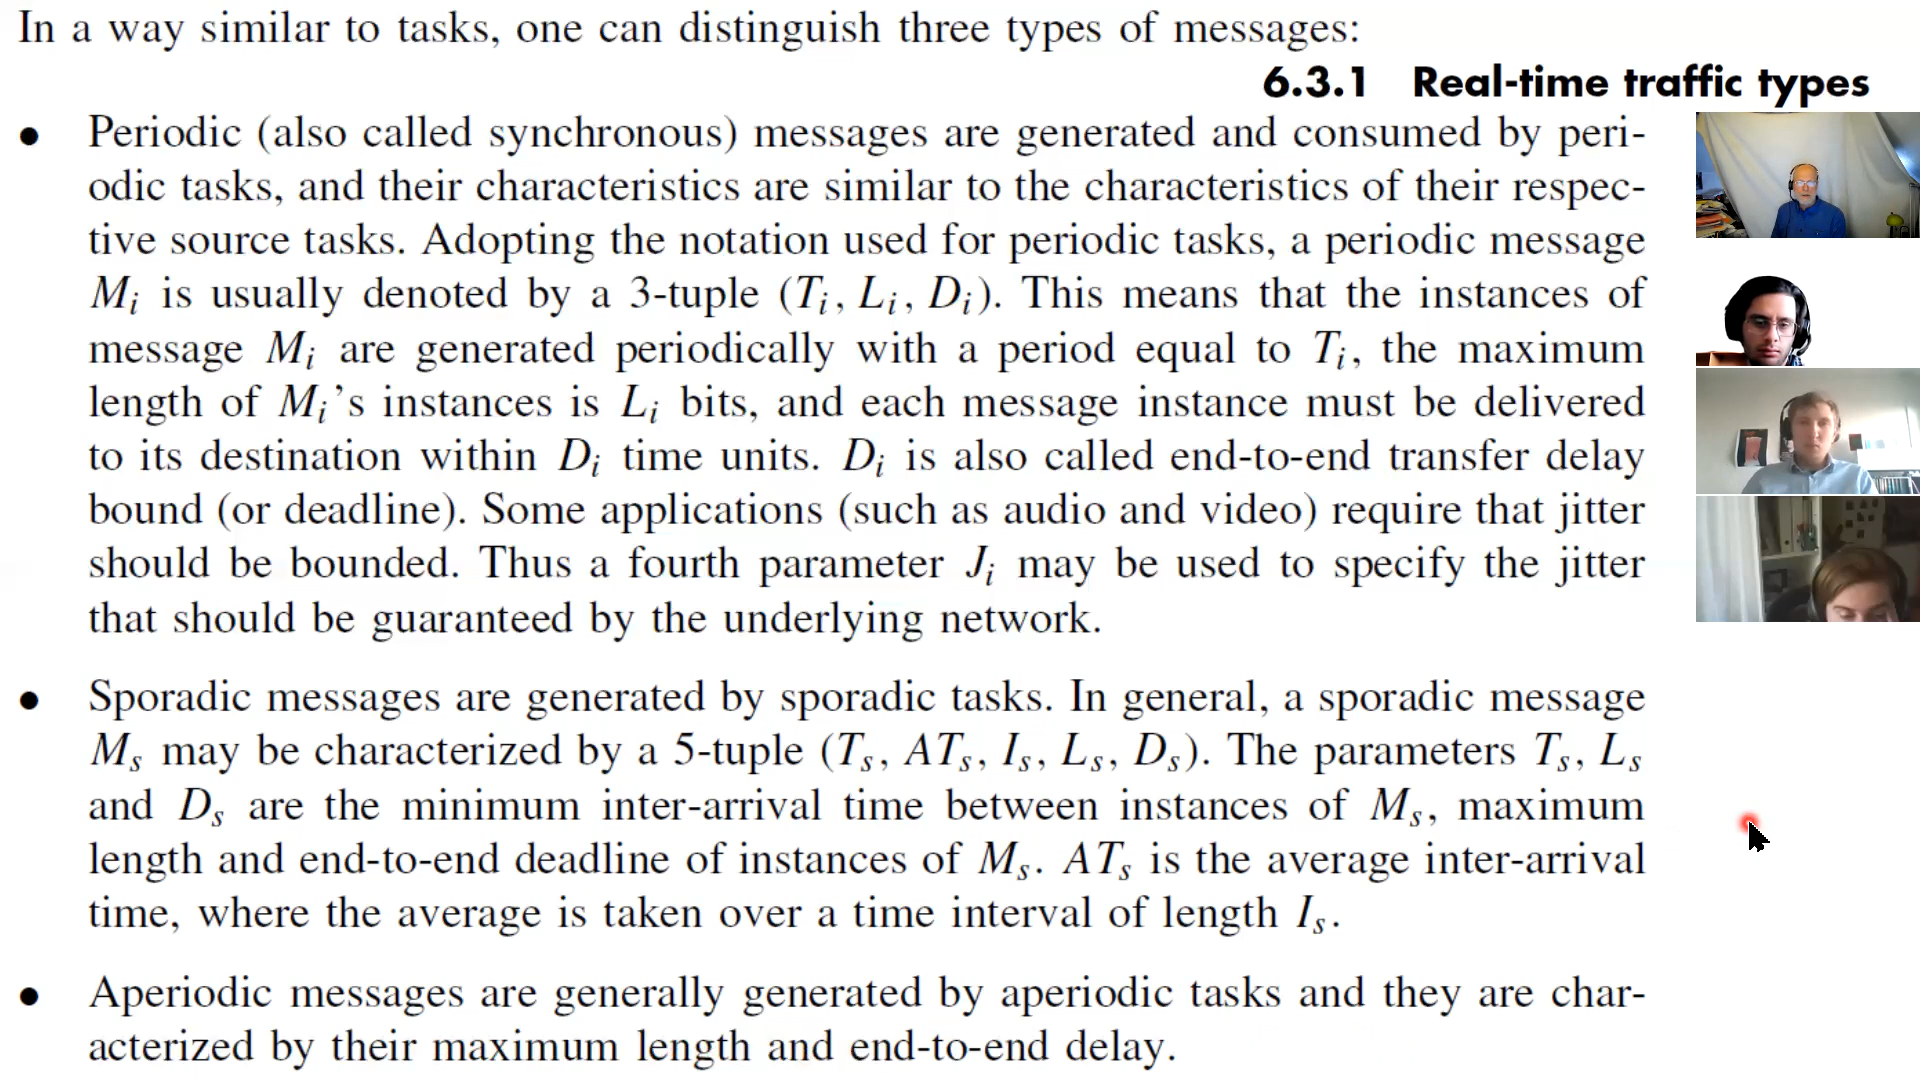 In a way similar to tasks, one can distinguish three types of messages:
6.3.1 Real-time traffic types
● Periodic (also called synchronous) messages are generated and consumed by peri-
odic tasks, and their characteristics are similar to the characteristics of their respec-
tive source tasks. Adopting the notation used for periodic tasks, a periodic message
Mᵢ is usually denoted by a 3-tuple (Tᵢ, Lᵢ, Dᵢ). This means that the instances of
message Mᵢ are generated periodically with a period equal to Tᵢ, the maximum
length of Mᵢ’s instances is Lᵢ bits, and each message instance must be delivered
to its destination within Dᵢ time units. Dᵢ is also called end-to-end transfer delay
bound (or deadline). Some applications (such as audio and video) require that jitter
should be bounded. Thus a fourth parameter Jᵢ may be used to specify the jitter
that should be guaranteed by the underlying network.
● Sporadic messages are generated by sporadic tasks. In general, a sporadic message
Mₛ may be characterized by a 5-tuple (Tₛ, ATₛ, Iₛ, Lₛ, Dₛ). The parameters Tₛ, Lₛ
and Dₛ are the minimum inter-arrival time between instances of Mₛ, maximum
length and end-to-end deadline of instances of Mₛ. ATₛ is the average inter-arrival
time, where the average is taken over a time interval of length Iₛ.
● Aperiodic messages are generally generated by aperiodic tasks and they are char-
acterized by their maximum length and end-to-end delay.